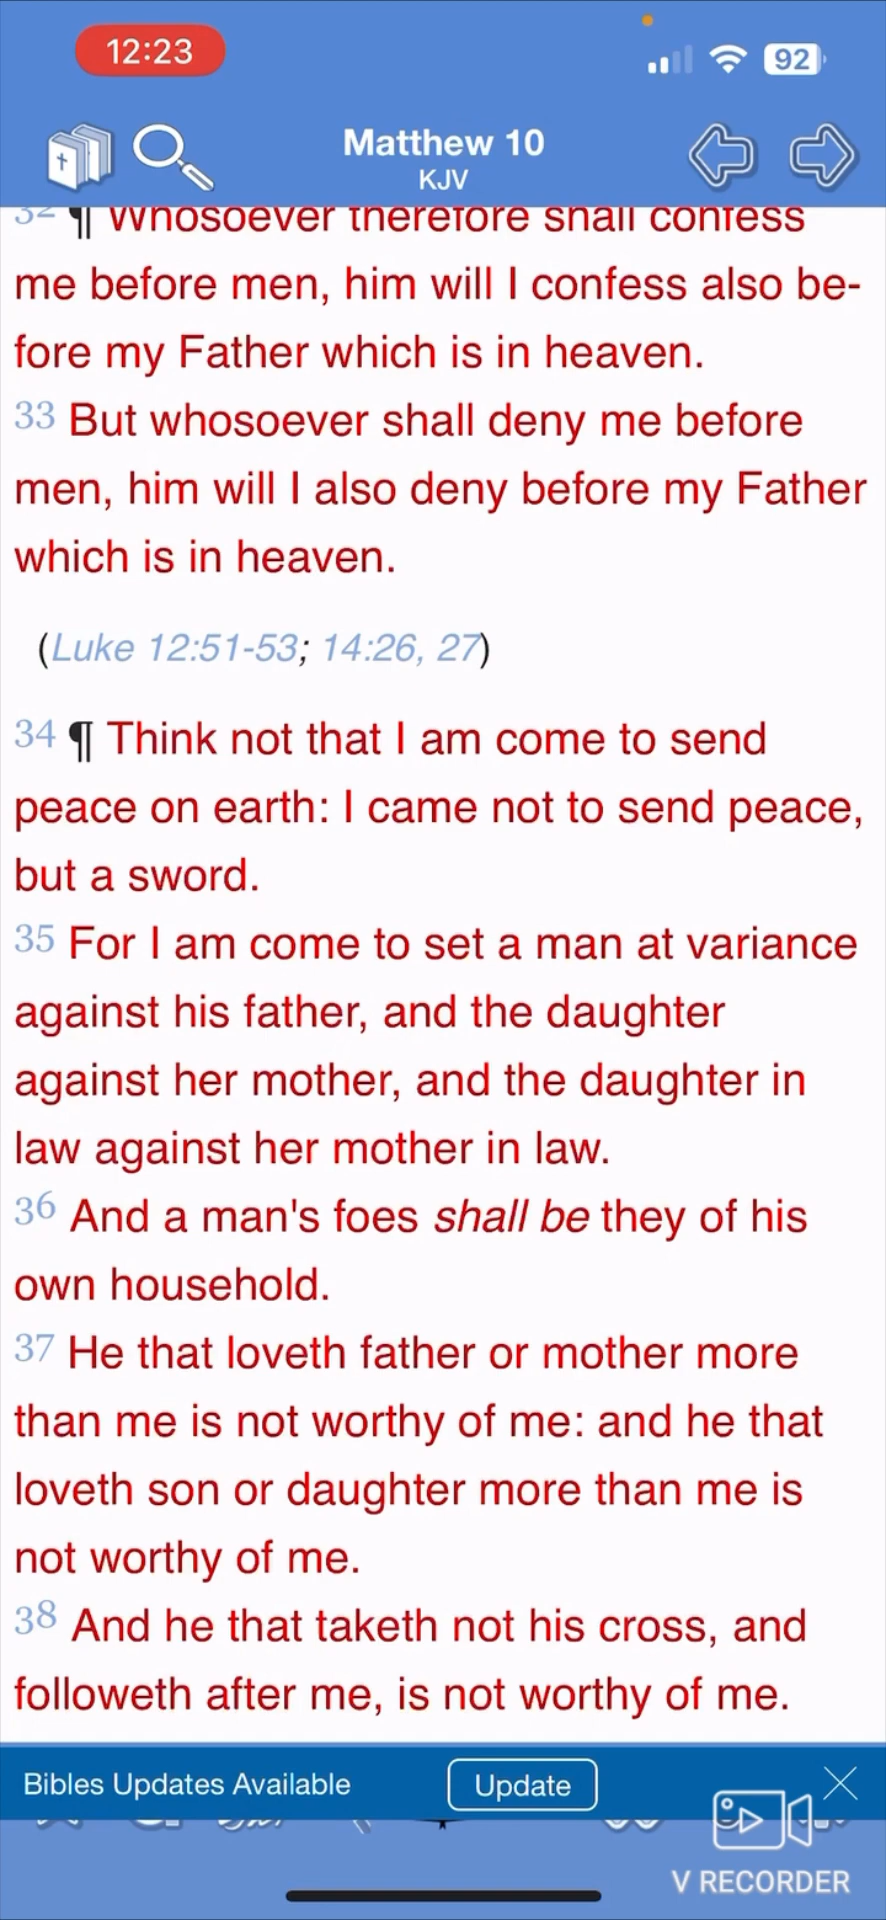 12:23
92
Matthew 10
KJV
32 ¶ Whosoever therefore shall confess
me before men, him will I confess also be-
fore my Father which is in heaven.
33 But whosoever shall deny me before
men, him will I also deny before my Father
which is in heaven.
(Luke 12:51-53; 14:26, 27)
34 ¶ Think not that I am come to send
peace on earth: I came not to send peace,
but a sword.
35 For I am come to set a man at variance
against his father, and the daughter
against her mother, and the daughter in
law against her mother in law.
36 And a man's foes shall be they of his
own household.
37 He that loveth father or mother more
than me is not worthy of me: and he that
loveth son or daughter more than me is
not worthy of me.
38 And he that taketh not his cross, and
followeth after me, is not worthy of me.
Bibles Updates Available Update
V RECORDER